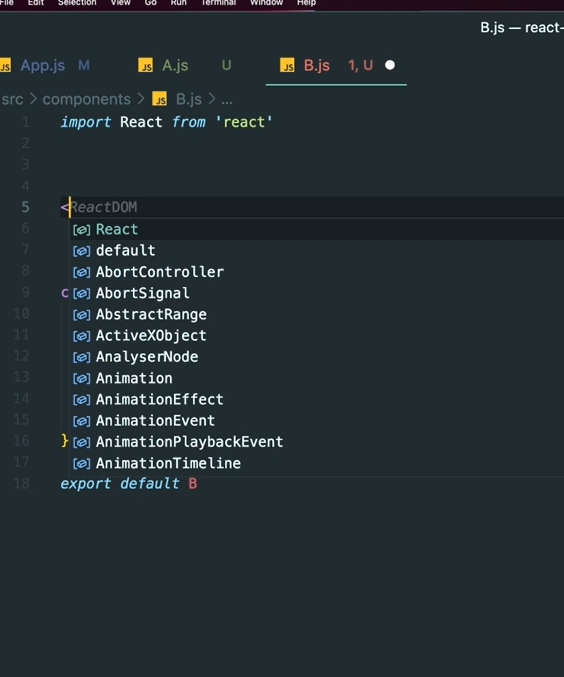 File Edit Selection View Go Run Terminal Window Help
B.js — react-
JS App.js M JS A.js U JS B.js 1, U
src > components > JS B.js > ...
1 import React from 'react'
2
3
4
5 <ReactDOM
6 React
7 default
8 AbortController
9 c AbortSignal
10 AbstractRange
11 ActiveXObject
12 AnalyserNode
13 Animation
14 AnimationEffect
15 AnimationEvent
16 } AnimationPlaybackEvent
17 AnimationTimeline
18 export default B